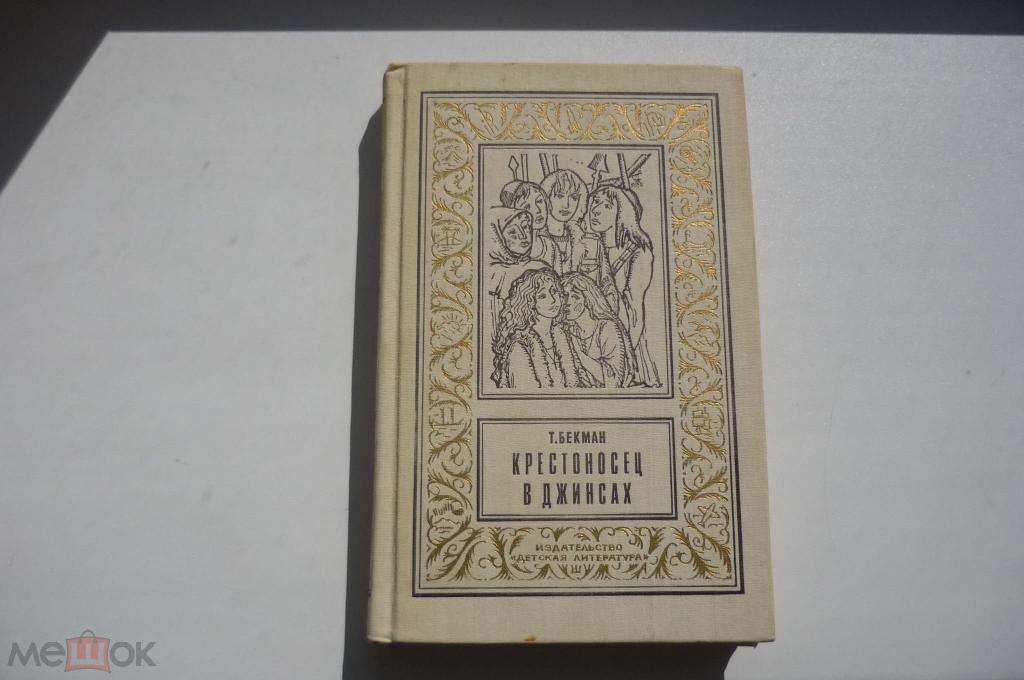 Т.БЕКМАН
КРЕСТОНОСЕЦ
В ДЖИНСАХ
ИЗДАТЕЛЬСТВО
«ДЕТСКАЯ ЛИТЕРАТУРА»
мешок